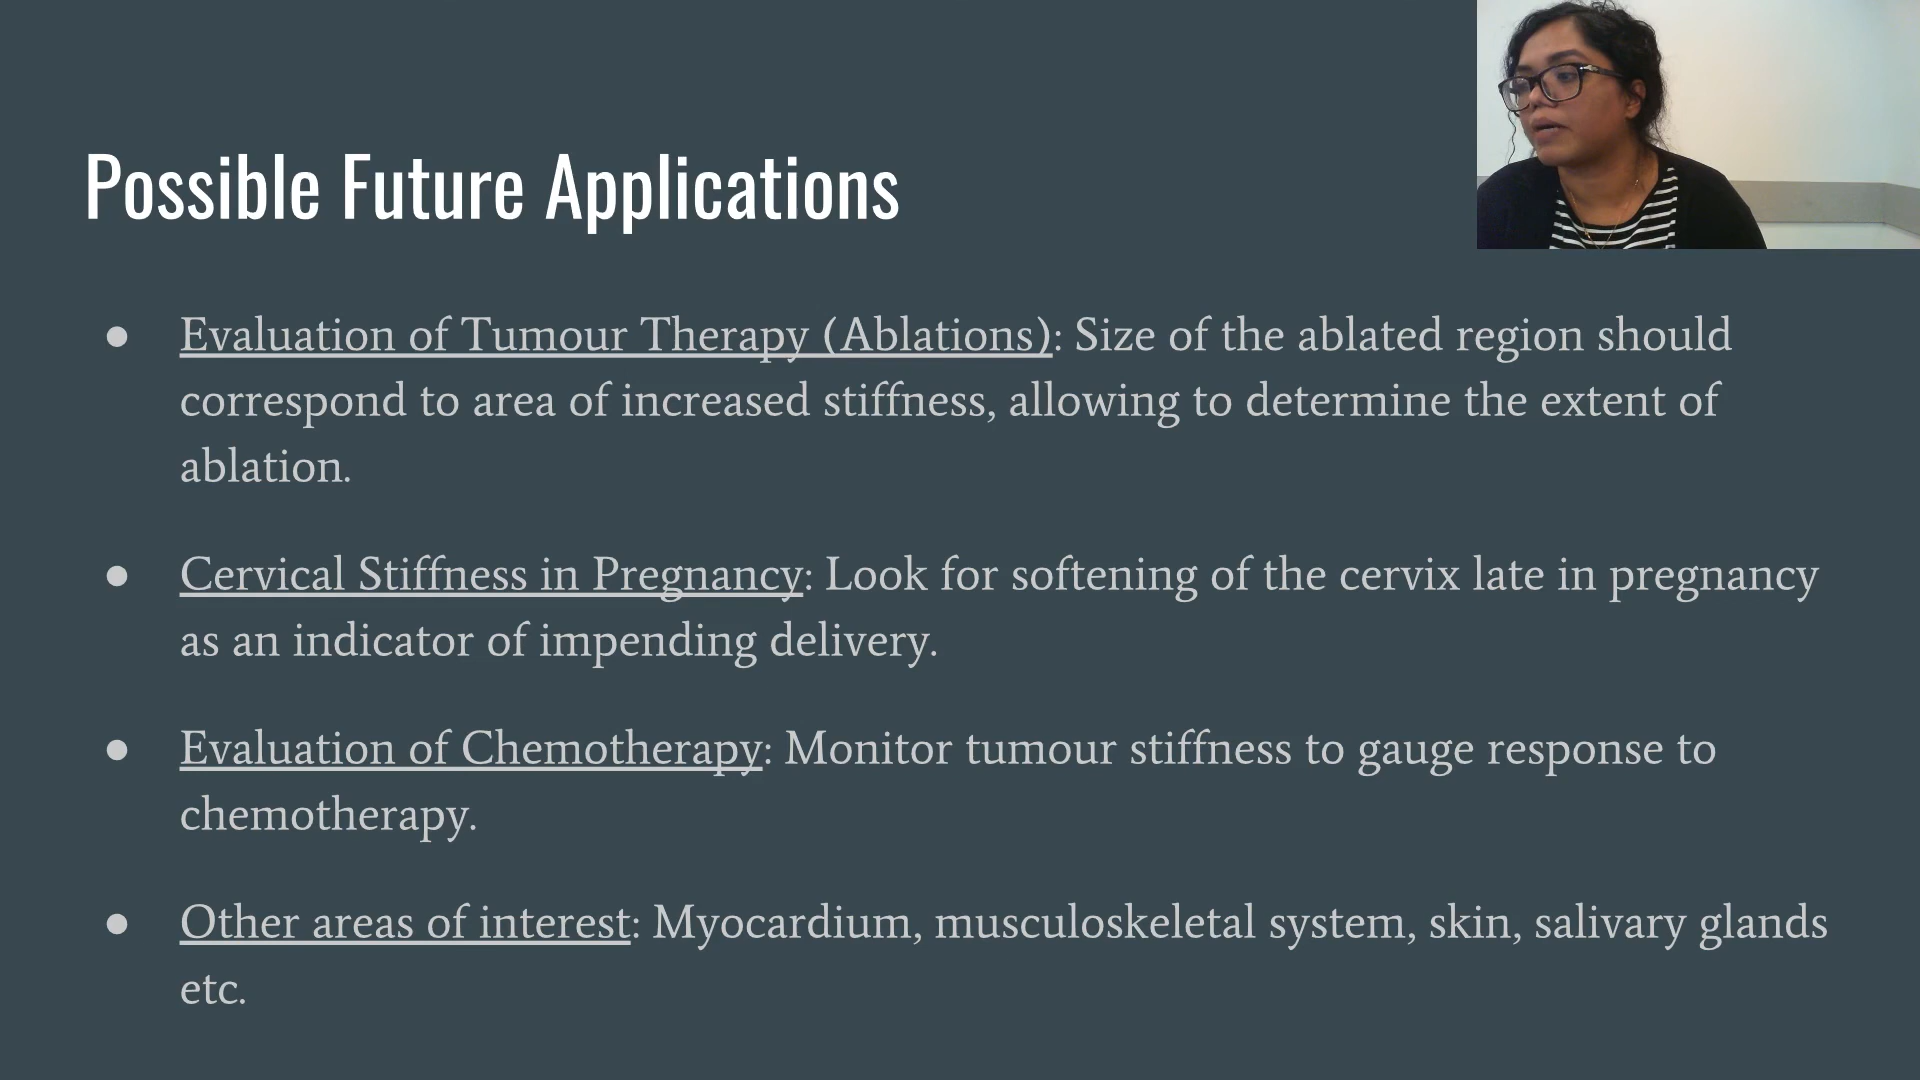 Possible Future Applications
● Evaluation of Tumour Therapy (Ablations): Size of the ablated region should
correspond to area of increased stiffness, allowing to determine the extent of
ablation.
● Cervical Stiffness in Pregnancy: Look for softening of the cervix late in pregnancy
as an indicator of impending delivery.
● Evaluation of Chemotherapy: Monitor tumour stiffness to gauge response to
chemotherapy.
● Other areas of interest: Myocardium, musculoskeletal system, skin, salivary glands
etc.